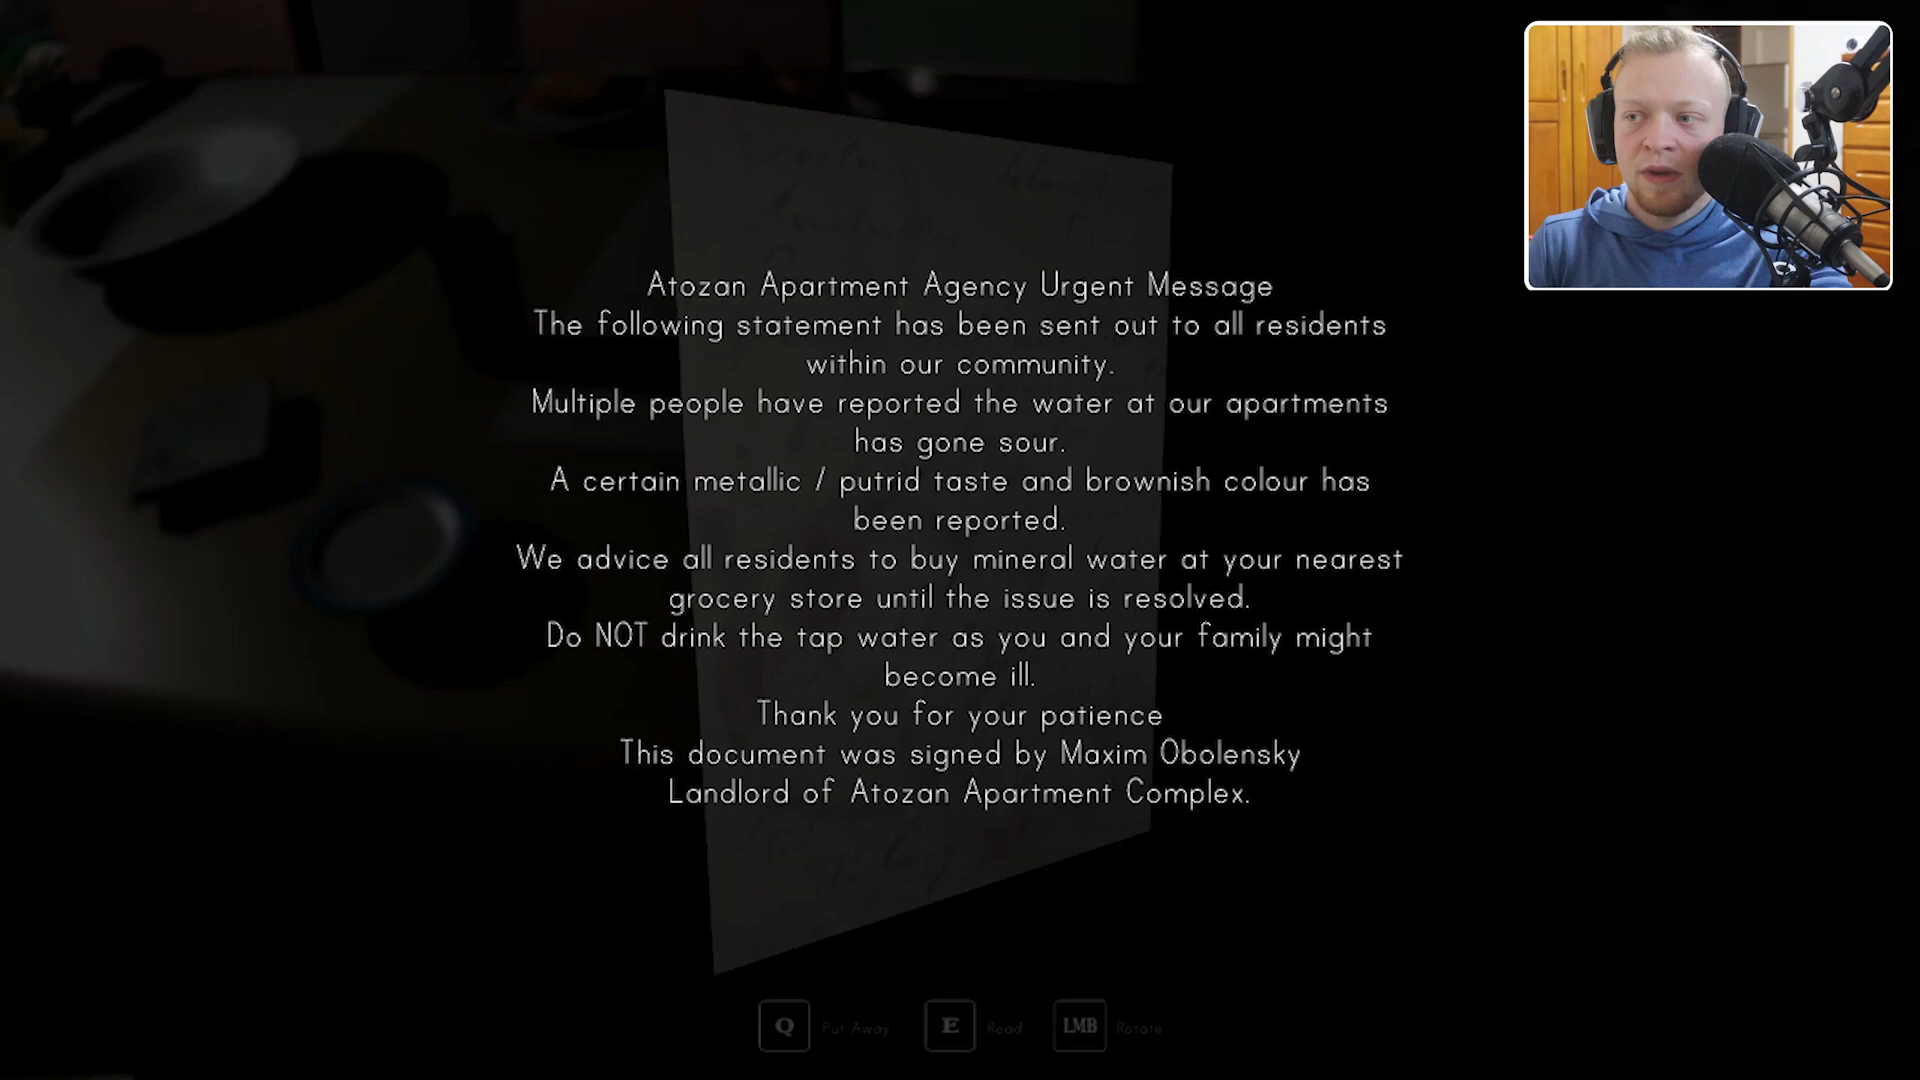 Atozan Apartment Agency Urgent Message
The following statement has been sent out to all residents
within our community.
Multiple people have reported the water at our apartments
has gone sour.
A certain metallic / putrid taste and brownish colour has
been reported.
We advice all residents to buy mineral water at your nearest
grocery store until the issue is resolved.
Do NOT drink the tap water as you and your family might
become ill.
Thank you for your patience
This document was signed by Maxim Obolensky
Landlord of Atozan Apartment Complex.
Q Put Away E Read LMB Rotate